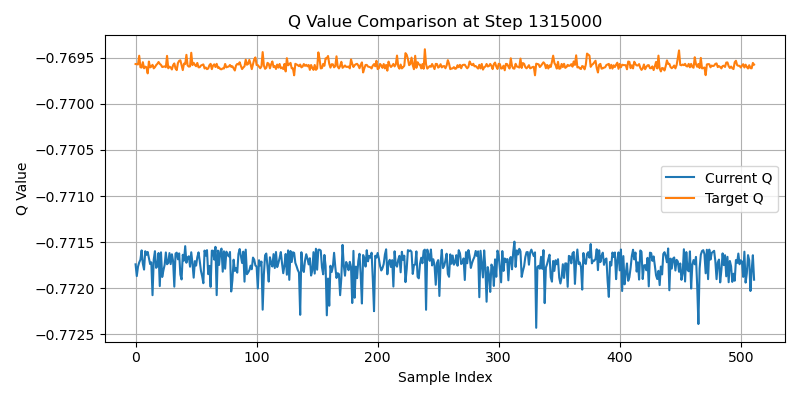 Q Value Comparison at Step 1315000
−0.7695
−0.7700
−0.7705
−0.7710
−0.7715
−0.7720
−0.7725
Q Value
Current Q
Target Q
0 100 200 300 400 500
Sample Index